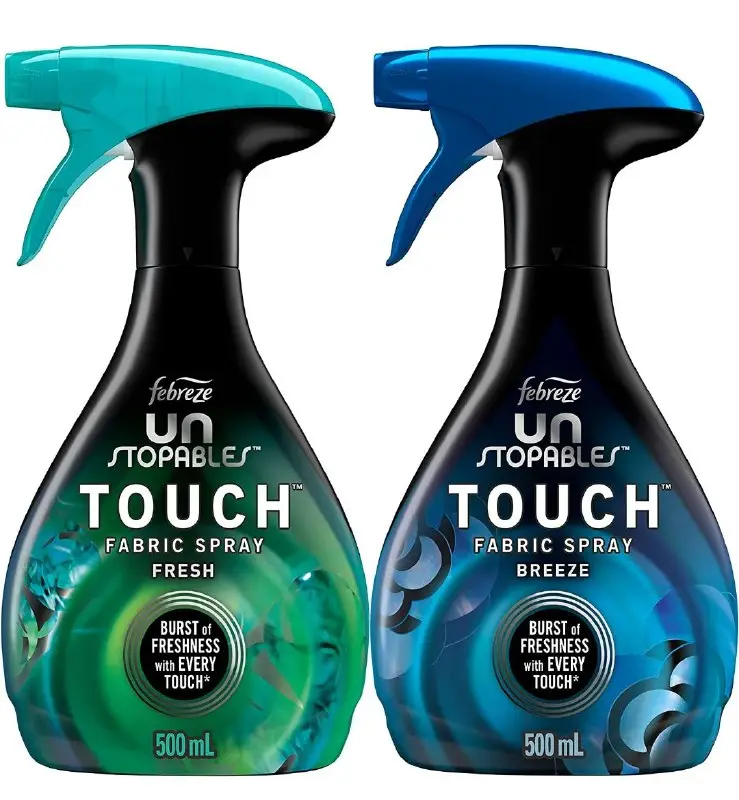 febreze
UN
STOPABLES™
TOUCH™
FABRIC SPRAY
FRESH
BURST of
FRESHNESS
with EVERY
TOUCH*
500 mL
febreze
UN
STOPABLES™
TOUCH™
FABRIC SPRAY
BREEZE
BURST of
FRESHNESS
with EVERY
TOUCH*
500 mL